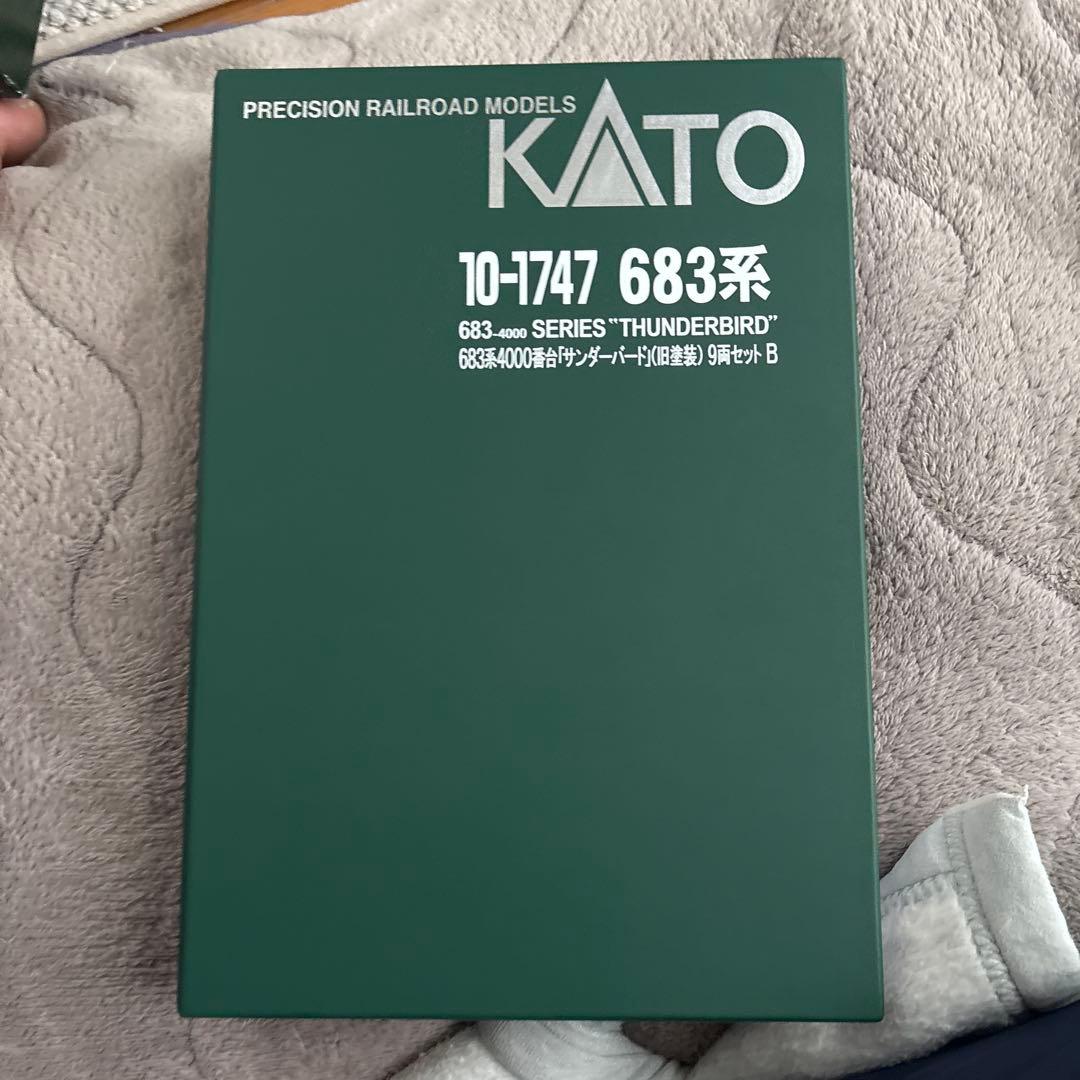 PRECISION RAILROAD MODELS
KATO
10-1747 683系
683-4000 SERIES "THUNDERBIRD"
683系4000番台「サンダーバード」(旧塗装) 9両セット B